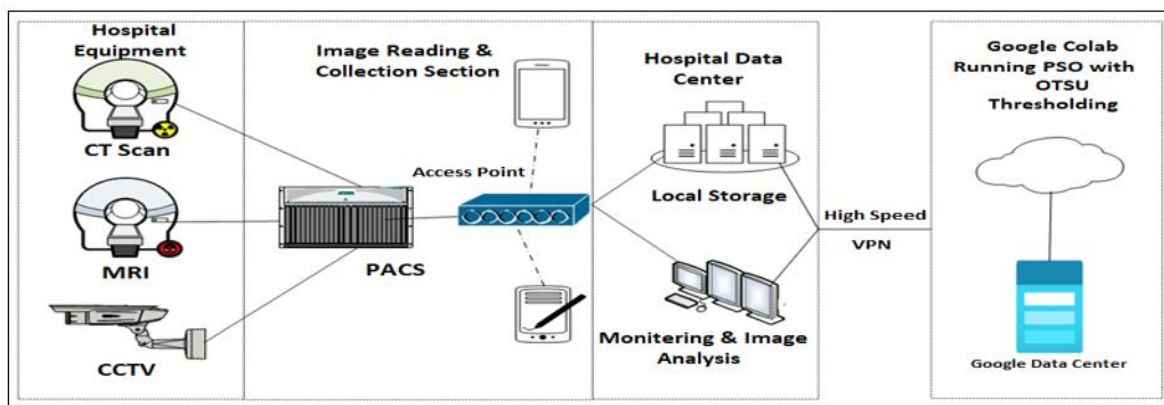 Hospital
Equipment
CT Scan
MRI
CCTV
Image Reading &
Collection Section
Access Point
PACS
Hospital Data
Center
Local Storage
Monitering & Image
Analysis
High Speed
VPN
Google Colab
Running PSO with
OTSU
Thresholding
Google Data Center